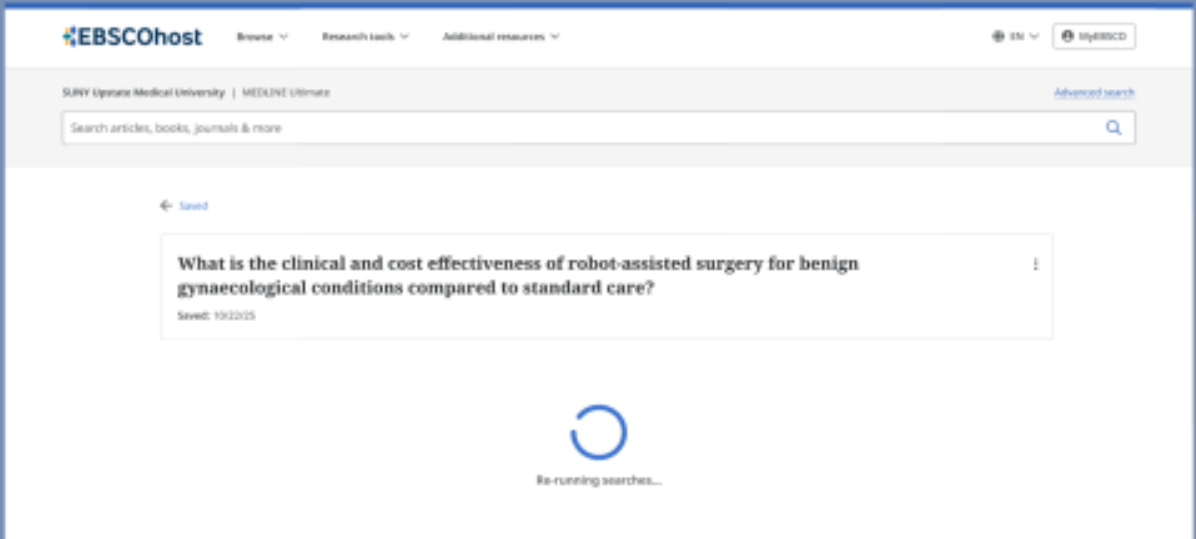 EBSCOhost Browse Research tools Additional resources EN MyEBSCO
SUNY Upstate Medical University | MEDLINE Ultimate Advanced search
Search articles, books, journals & more
Saved
What is the clinical and cost effectiveness of robot-assisted surgery for benign
gynaecological conditions compared to standard care?
Saved: 10/22/25
Re-running searches...